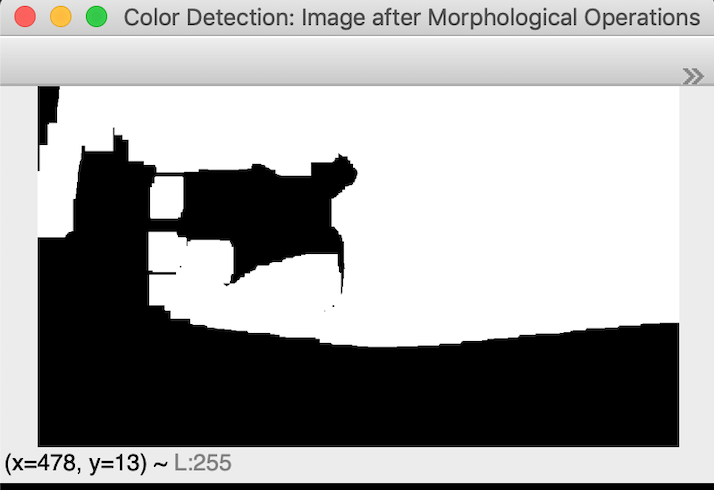 Color Detection: Image after Morphological Operations
(x=478, y=13) ~ L:255